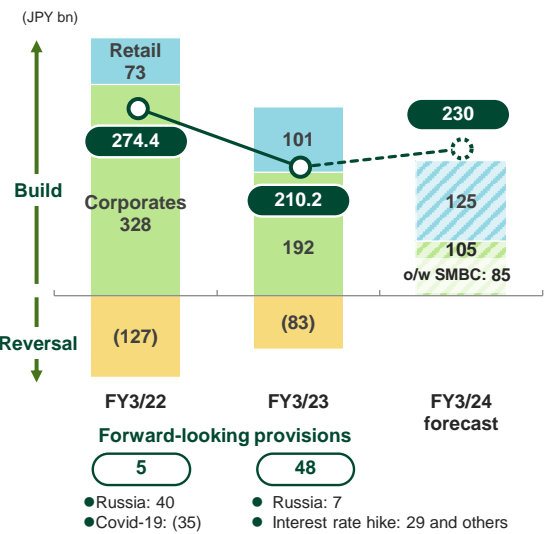 (JPY bn)
Retail
73
274.4
Corporates
328
(127)
101
210.2
192
(83)
230
125
105
o/w SMBC: 85
Build
Reversal
FY3/22
FY3/23
FY3/24
forecast
Forward-looking provisions
5
48
●Russia: 40
●Covid-19: (35)
● Russia: 7
● Interest rate hike: 29 and others